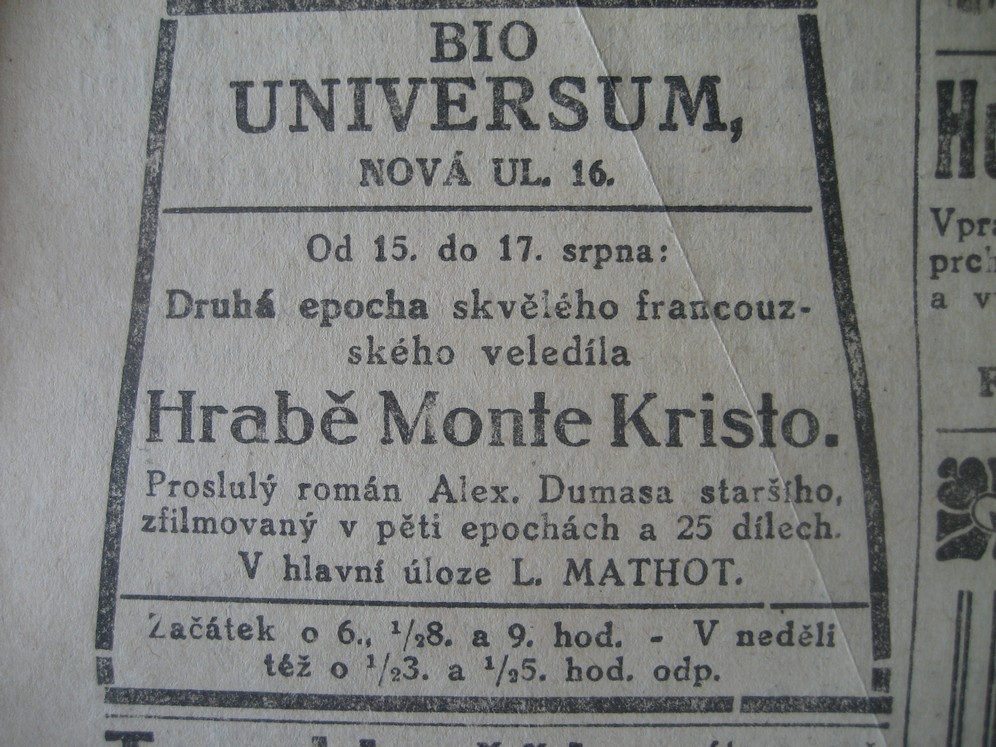 BIO
UNIVERSUM,
NOVÁ UL. 16.
Od 15. do 17. srpna:
Druhá epocha skvělého francouz-
ského veledíla
Hrabě Monte Kristo.
Proslulý román Alex. Dumasa staršího,
zfilmovaný v pěti epochách a 25 dílech.
V hlavní úloze L. MATHOT.
Začátek o 6., 1/28. a 9. hod. - V neděli
též o 1/23. a 1/25. hod. odp.